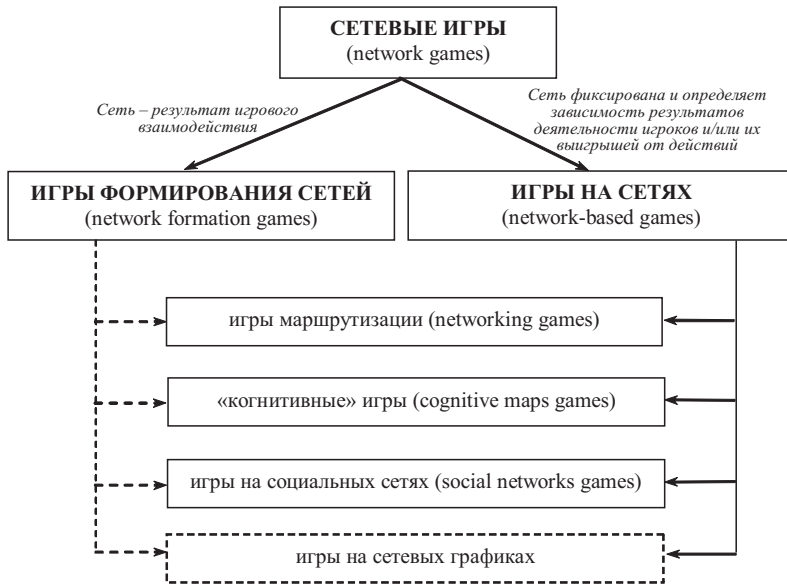 СЕТЕВЫЕ ИГРЫ
(network games)
Сеть – результат игрового
взаимодействия
Сеть фиксирована и определяет
зависимость результатов
деятельности игроков и/или их
выигрышей от действий
ИГРЫ ФОРМИРОВАНИЯ СЕТЕЙ
(network formation games)
ИГРЫ НА СЕТЯХ
(network-based games)
игры маршрутизации (networking games)
«когнитивные» игры (cognitive maps games)
игры на социальных сетях (social networks games)
игры на сетевых графиках